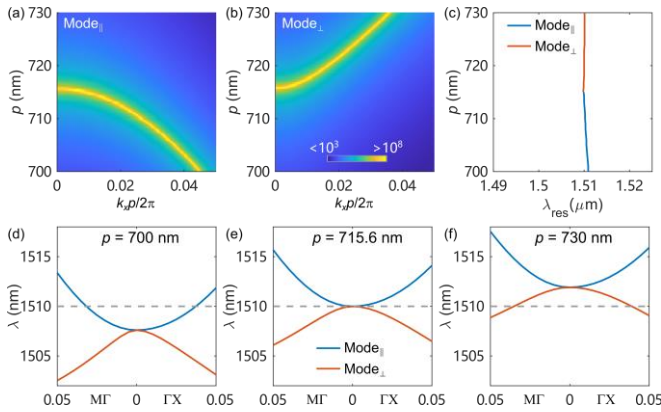 (a)
730
Mode∥
720
710
700
p (nm)
0
0.02
0.04
kₓp/2π
(b)
730
Mode⊥
720
710
700
p (nm)
<10³
>10⁸
0
0.02
0.04
kₓp/2π
(c)
730
Mode∥
Mode⊥
720
710
700
p (nm)
1.49
1.5
1.51
1.52
λres(μm)
(d)
p = 700 nm
1515
1510
1505
λ (nm)
0.05
MΓ
0
ΓX
0.05
(e)
p = 715.6 nm
1515
1510
1505
λ (nm)
Mode∥
Mode⊥
0.05
MΓ
0
ΓX
0.05
(f)
p = 730 nm
1515
1510
1505
λ (nm)
0.05
MΓ
0
ΓX
0.05